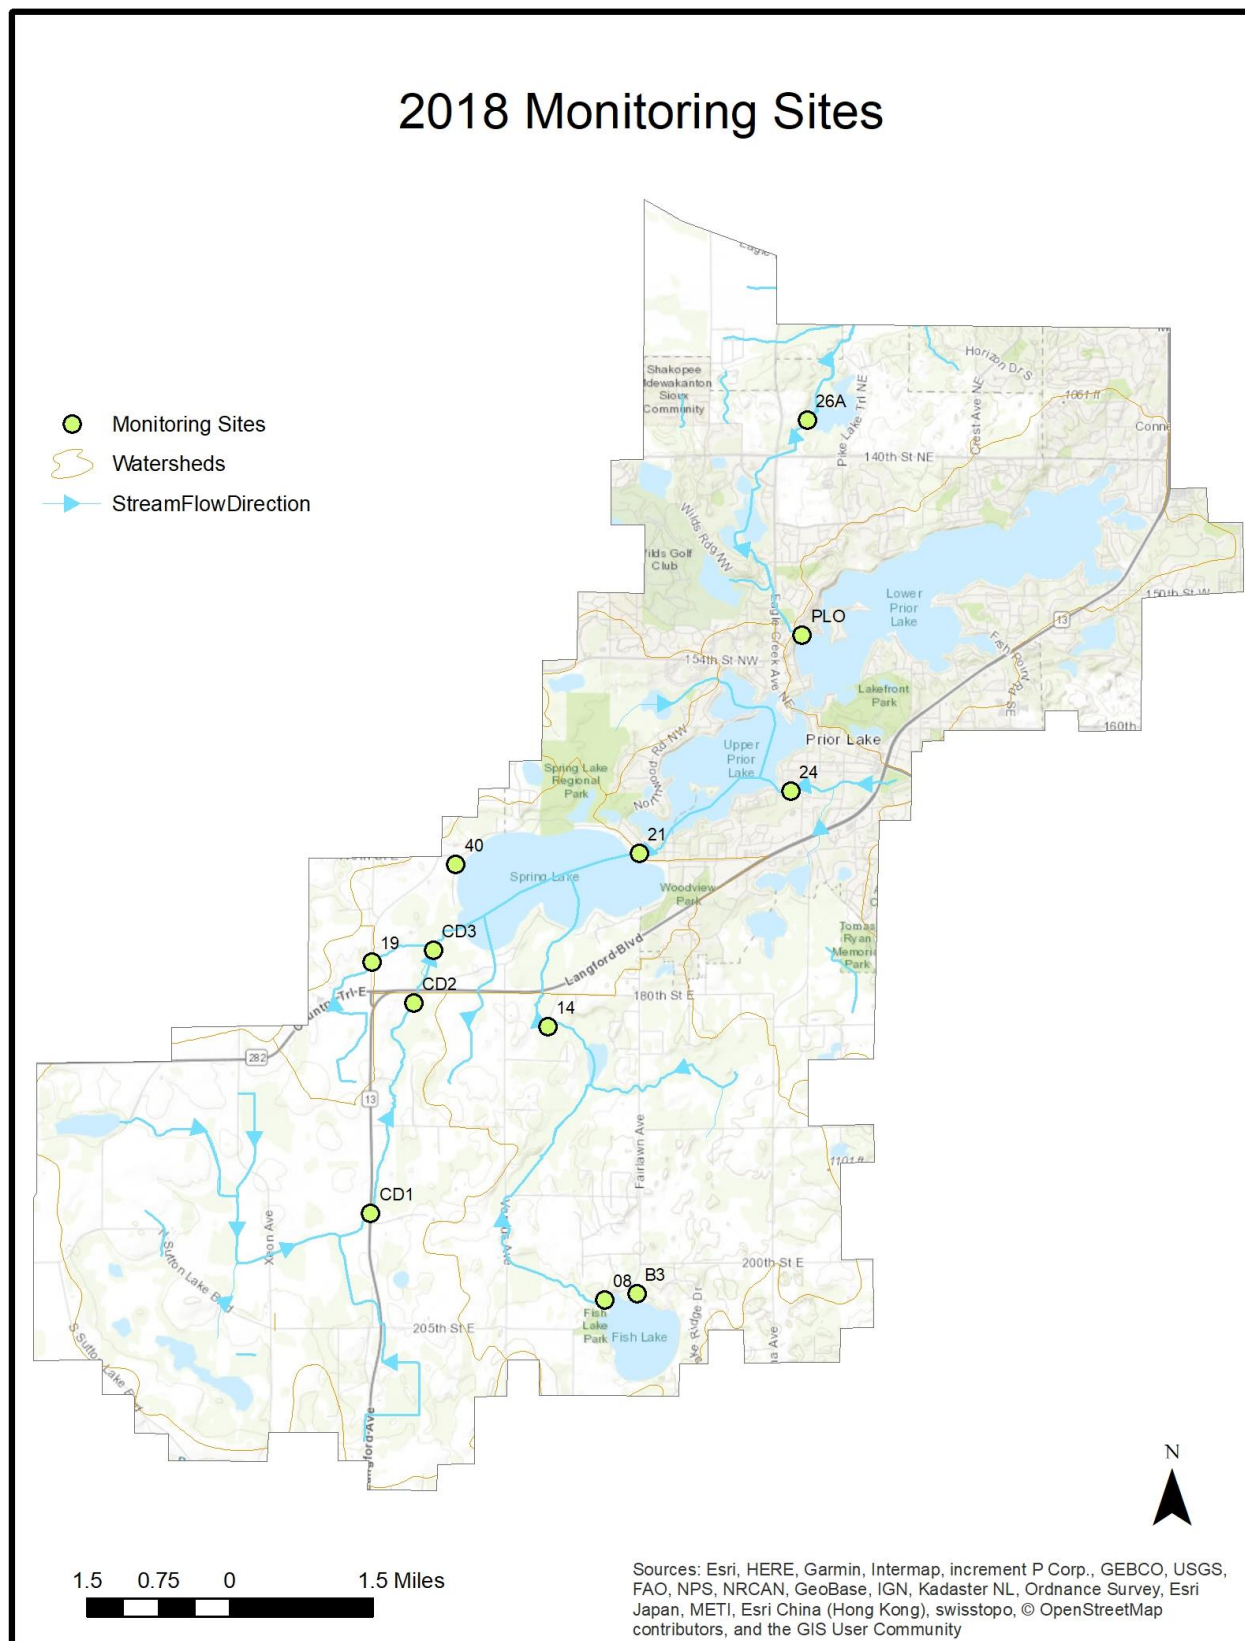 2018 Monitoring Sites
Monitoring Sites
Watersheds
StreamFlowDirection
Shakopee
Mdewakanton
Sioux
Community
Horizon Dr S
1051 ft
Crest Ave NE
Pike Lake Trl NE
26A
140th St NE
Wilds Rdg NW
Wilds Golf
Club
Lower
Prior
Lake
150th St W
13
PLO
Eagle Creek Ave NE
154th St NW
Fish Point Rd SE
Lakefront
Park
160th
Prior Lake
Upper
Prior
Lake
Spring Lake
Regional
Park
24
21
40
Spring Lake
Woodview
Park
CD3
19
Langford Blvd
CD2
180th St E
14
282
13
Fairlawn Ave
1101 ft
CD1
Xeon Ave
N Sutton Lake Blvd
200th St E
08
B3
Fish
Lake
Park
Fish Lake
205th St E
S Sutton Lake Blvd
N
1.5 0.75 0 1.5 Miles
Sources: Esri, HERE, Garmin, Intermap, increment P Corp., GEBCO, USGS,
FAO, NPS, NRCAN, GeoBase, IGN, Kadaster NL, Ordnance Survey, Esri
Japan, METI, Esri China (Hong Kong), swisstopo, © OpenStreetMap
contributors, and the GIS User Community